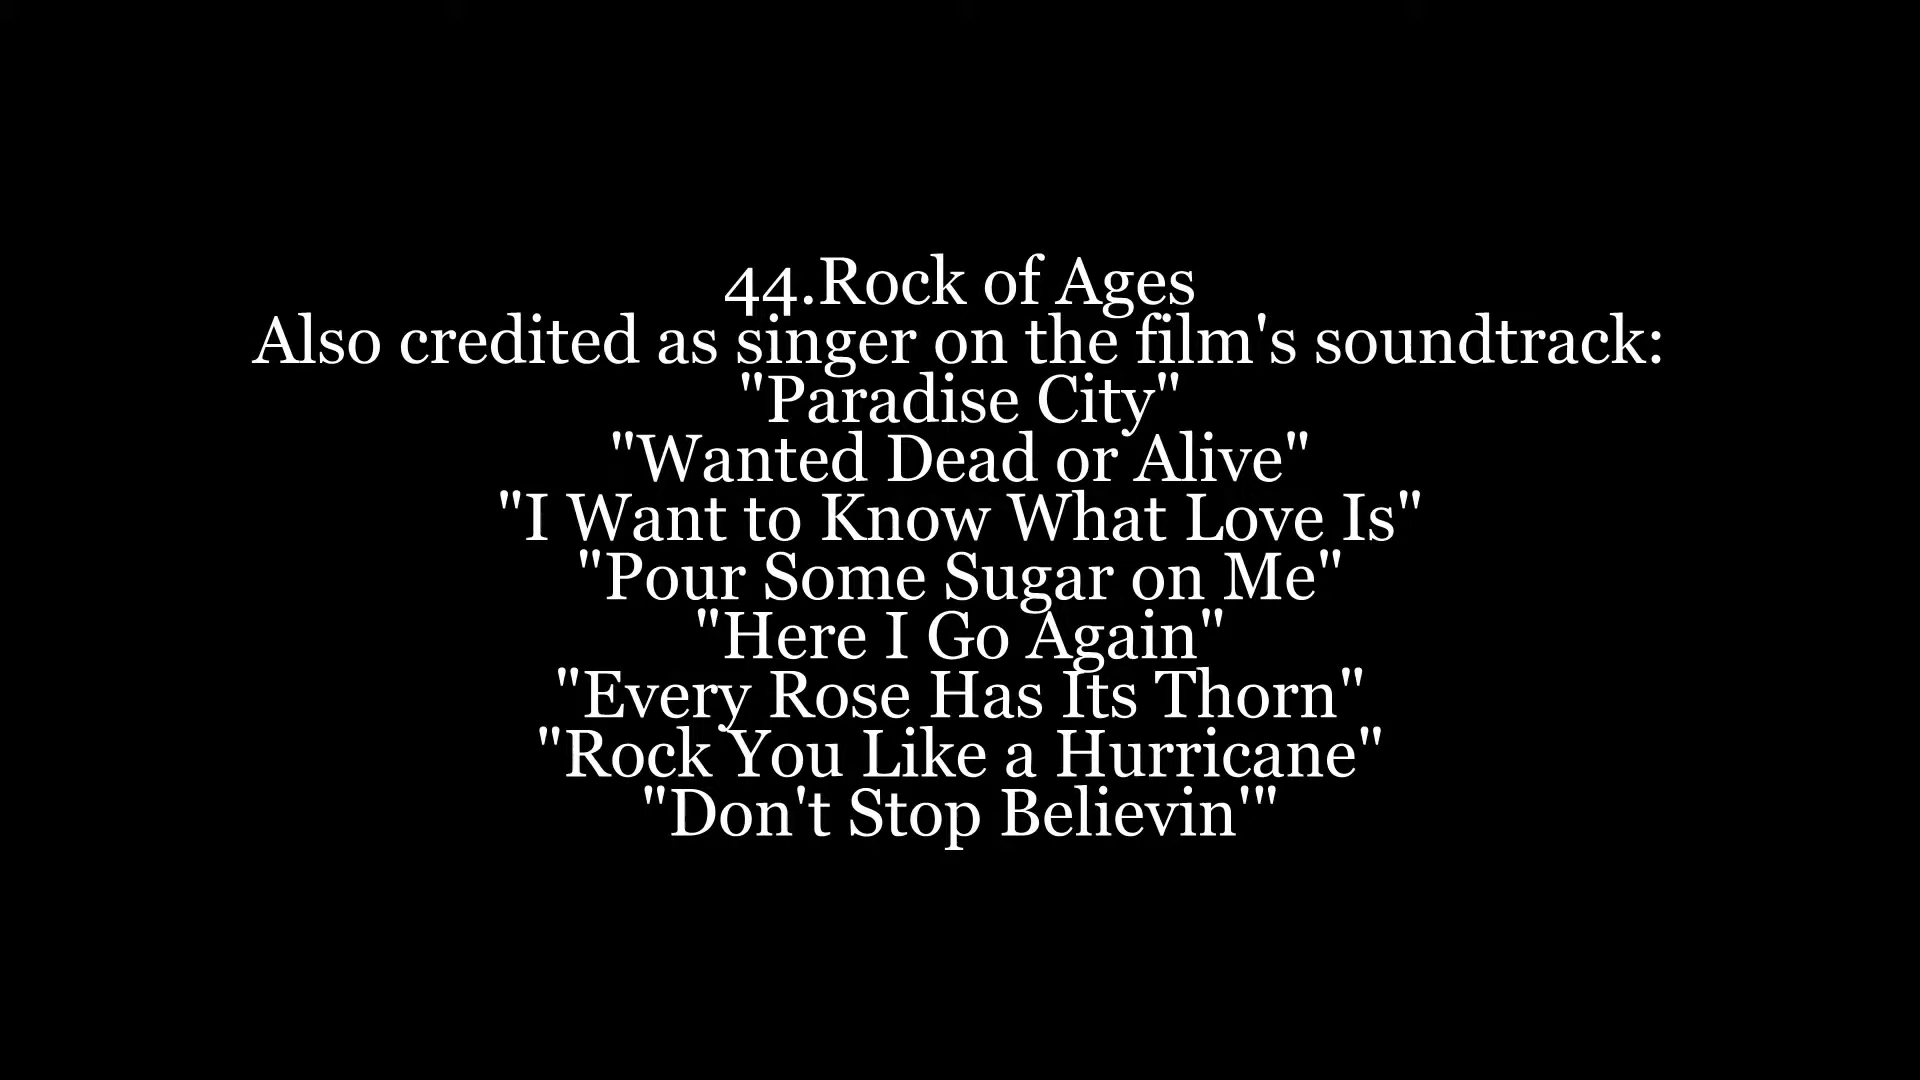 44.Rock of Ages
Also credited as singer on the film's soundtrack:
"Paradise City"
"Wanted Dead or Alive"
"I Want to Know What Love Is"
"Pour Some Sugar on Me"
"Here I Go Again"
"Every Rose Has Its Thorn"
"Rock You Like a Hurricane"
"Don't Stop Believin'"